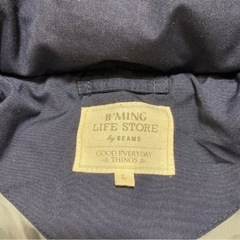 B'MING
LIFE STORE
by BEAMS
GOOD EVERYDAY
THINGS
L